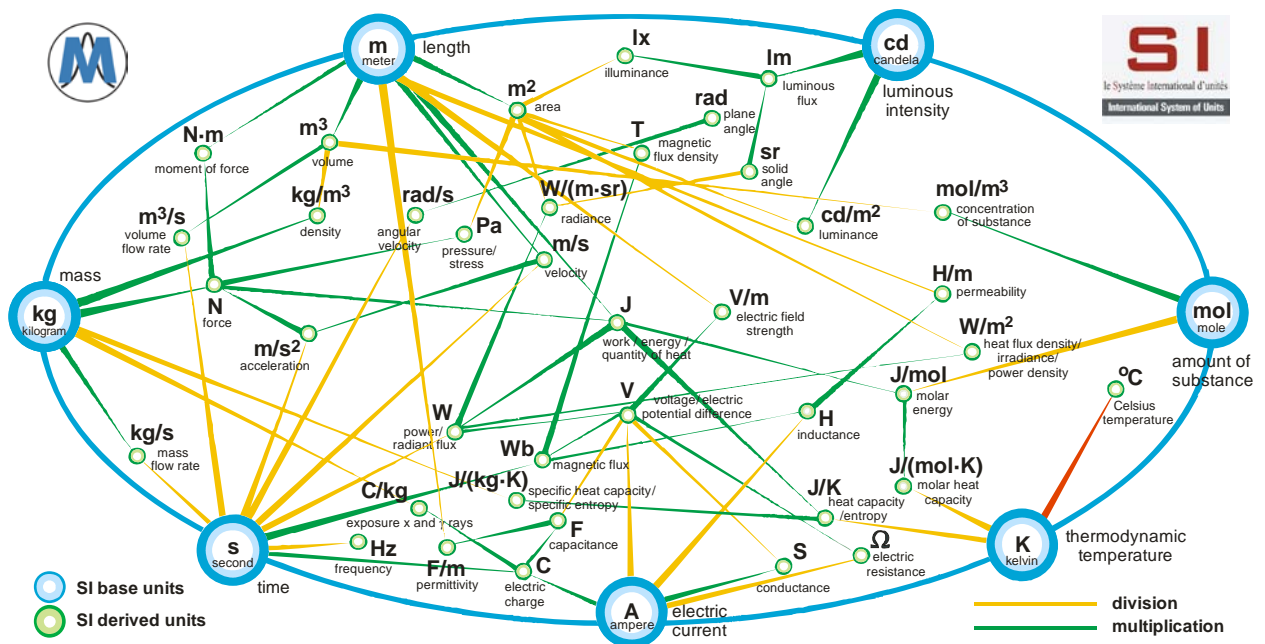 m
meter
length
lx
illuminance
lm
luminous
flux
cd
candela
luminous
intensity
SI
le Système International d'unités
International System of Units
m²
area
rad
plane
angle
N·m
moment of force
m³
volume
T
magnetic
flux density
sr
solid
angle
kg/m³
density
rad/s
angular
velocity
W/(m·sr)
radiance
mol/m³
concentration
of substance
m³/s
volume
flow rate
Pa
pressure/
stress
cd/m²
luminance
m/s
velocity
mass
kg
kilogram
N
force
H/m
permeability
mol
mole
amount of
substance
V/m
electric field
strength
J
work / energy /
quantity of heat
W/m²
heat flux density/
irradiance/
power density
m/s²
acceleration
J/mol
molar
energy
°C
Celsius
temperature
V
voltage/electric
potential difference
H
inductance
W
power/
radiant flux
kg/s
mass
flow rate
Wb
magnetic flux
J/(mol·K)
molar heat
capacity
J/(kg·K)
specific heat capacity/
specific entropy
C/kg
exposure x and γ rays
J/K
heat capacity
/entropy
F
capacitance
s
second
time
Hz
frequency
F/m
permittivity
C
electric
charge
S
conductance
Ω
electric
resistance
K
kelvin
thermodynamic
temperature
A
ampere
electric
current
SI base units
SI derived units
division
multiplication